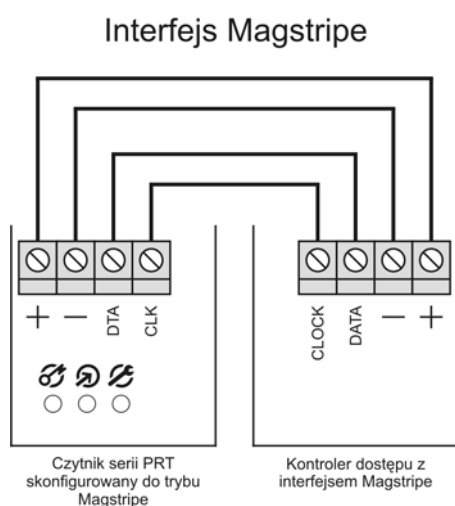 Interfejs Magstripe
+ — DTA CLK
CLOCK DATA — +
Czytnik serii PRT
skonfigurowany do trybu
Magstripe
Kontroler dostępu z
interfejsem Magstripe